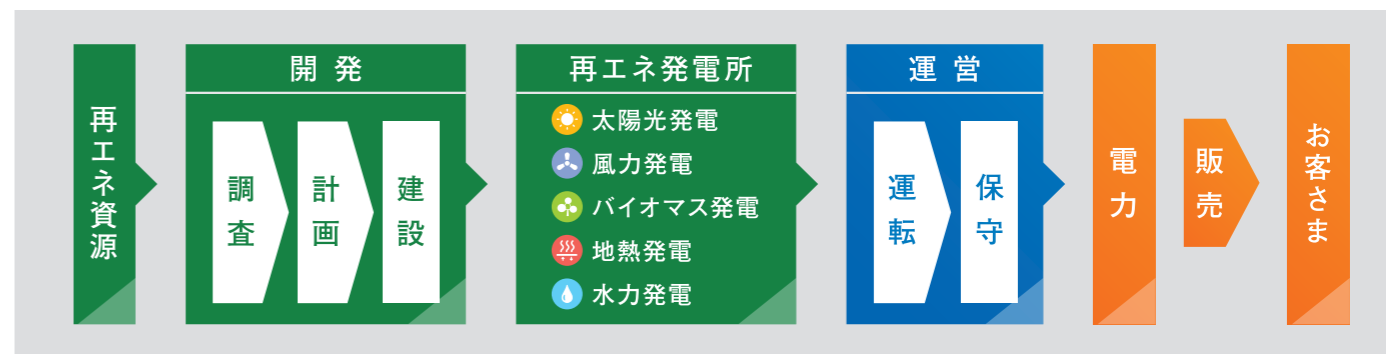 再エネ資源
開発
調査
計画
建設
再エネ発電所
太陽光発電
風力発電
バイオマス発電
地熱発電
水力発電
運営
運転
保守
電力
販売
お客さま